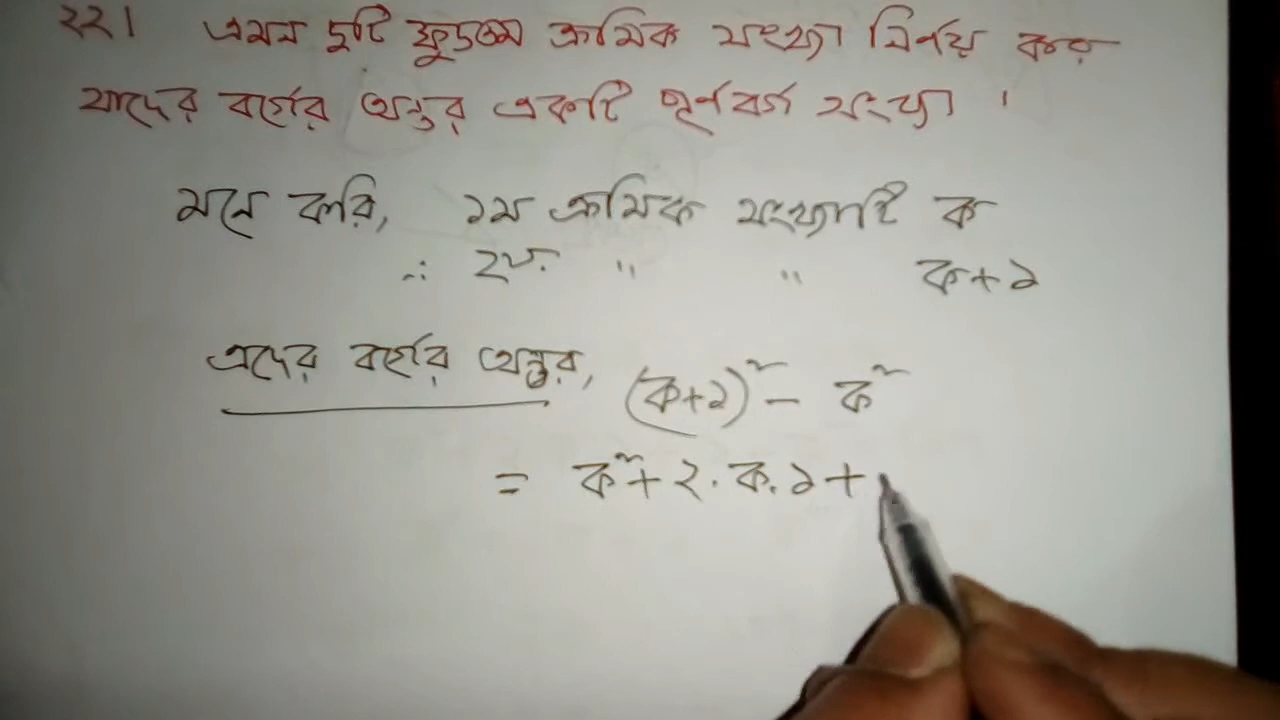 ২২। এমন দুটি ক্ষুদ্রতম ক্রমিক সংখ্যা নির্ণয় কর
যাদের বর্গের অন্তর একটি পূর্ণবর্গ সংখ্যা ।
মনে করি, ১ম ক্রমিক সংখ্যাটি ক
∴ ২য় " " ক+১
এদের বর্গের অন্তর, (ক+১)² - ক²
= ক² + ২.ক.১ +